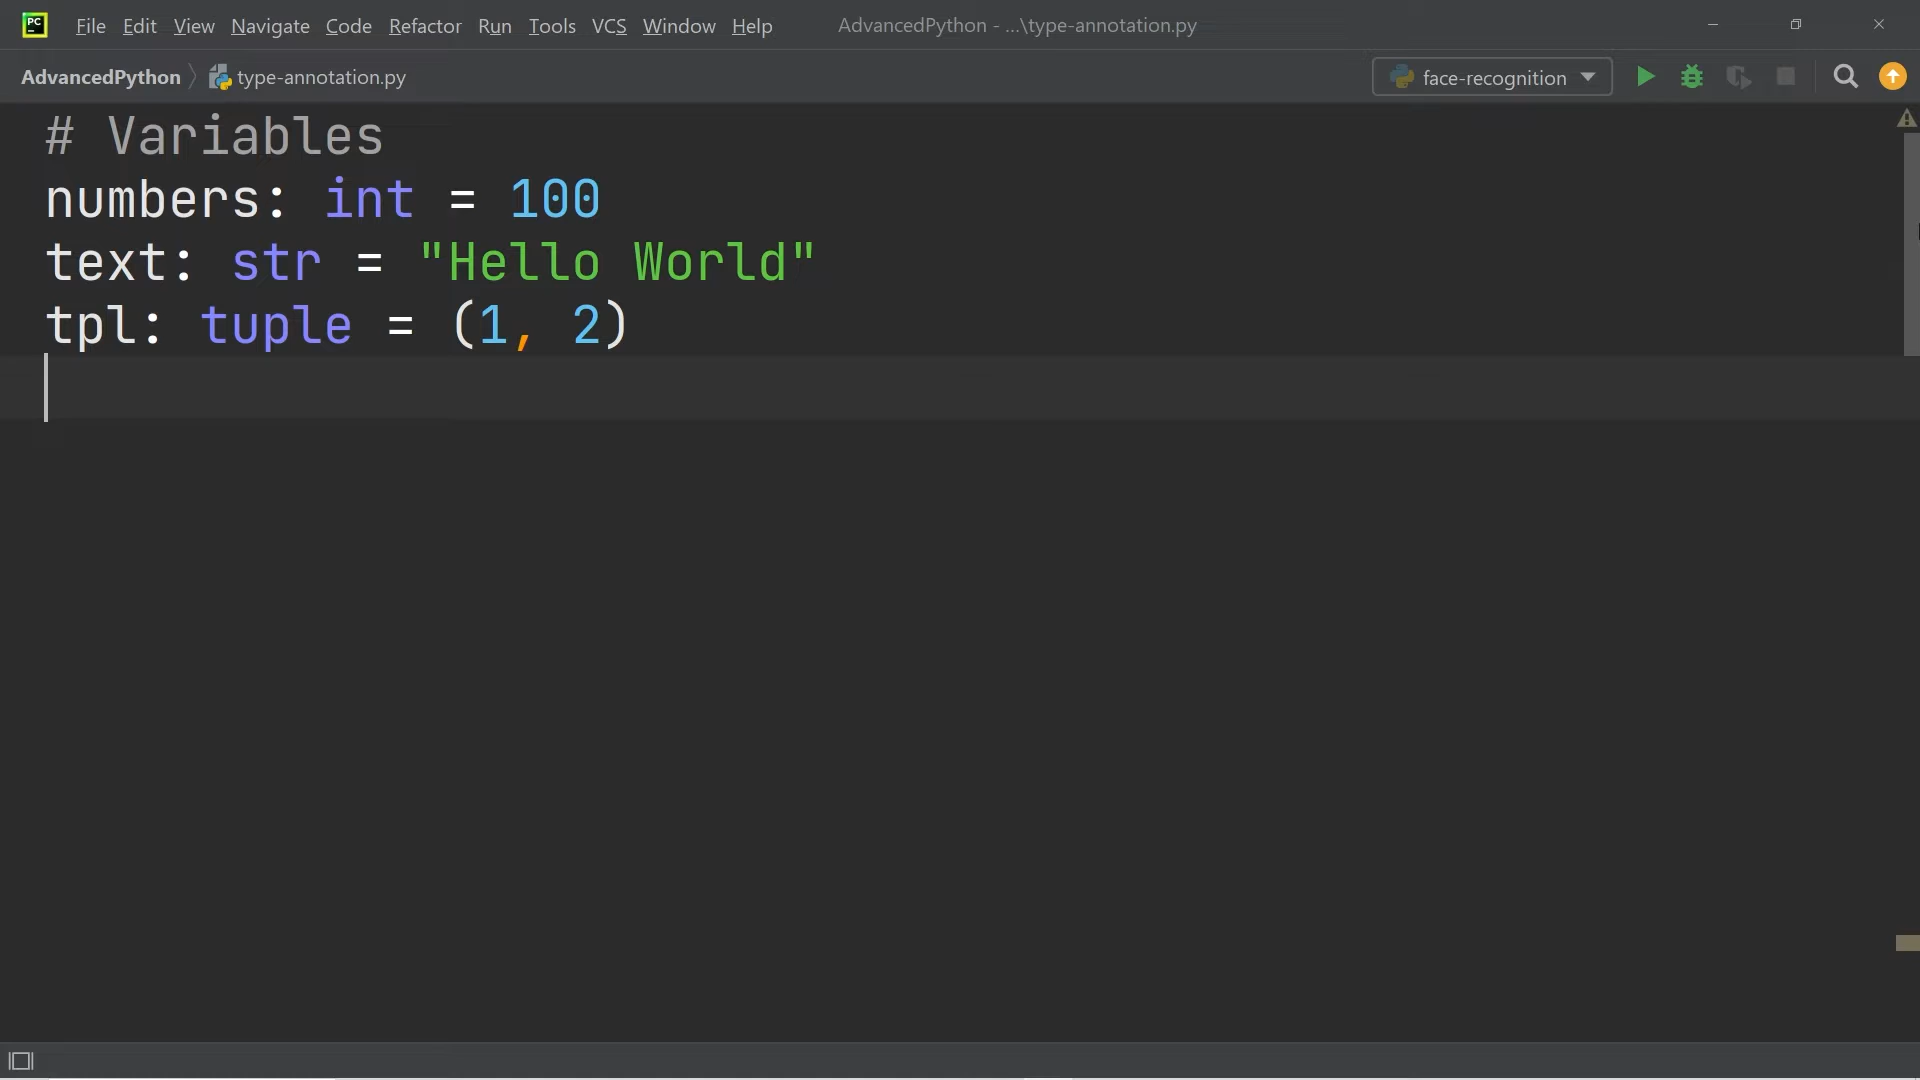 PC File Edit View Navigate Code Refactor Run Tools VCS Window Help AdvancedPython - ...\type-annotation.py
AdvancedPython type-annotation.py face-recognition
# Variables
numbers: int = 100
text: str = "Hello World"
tpl: tuple = (1, 2)